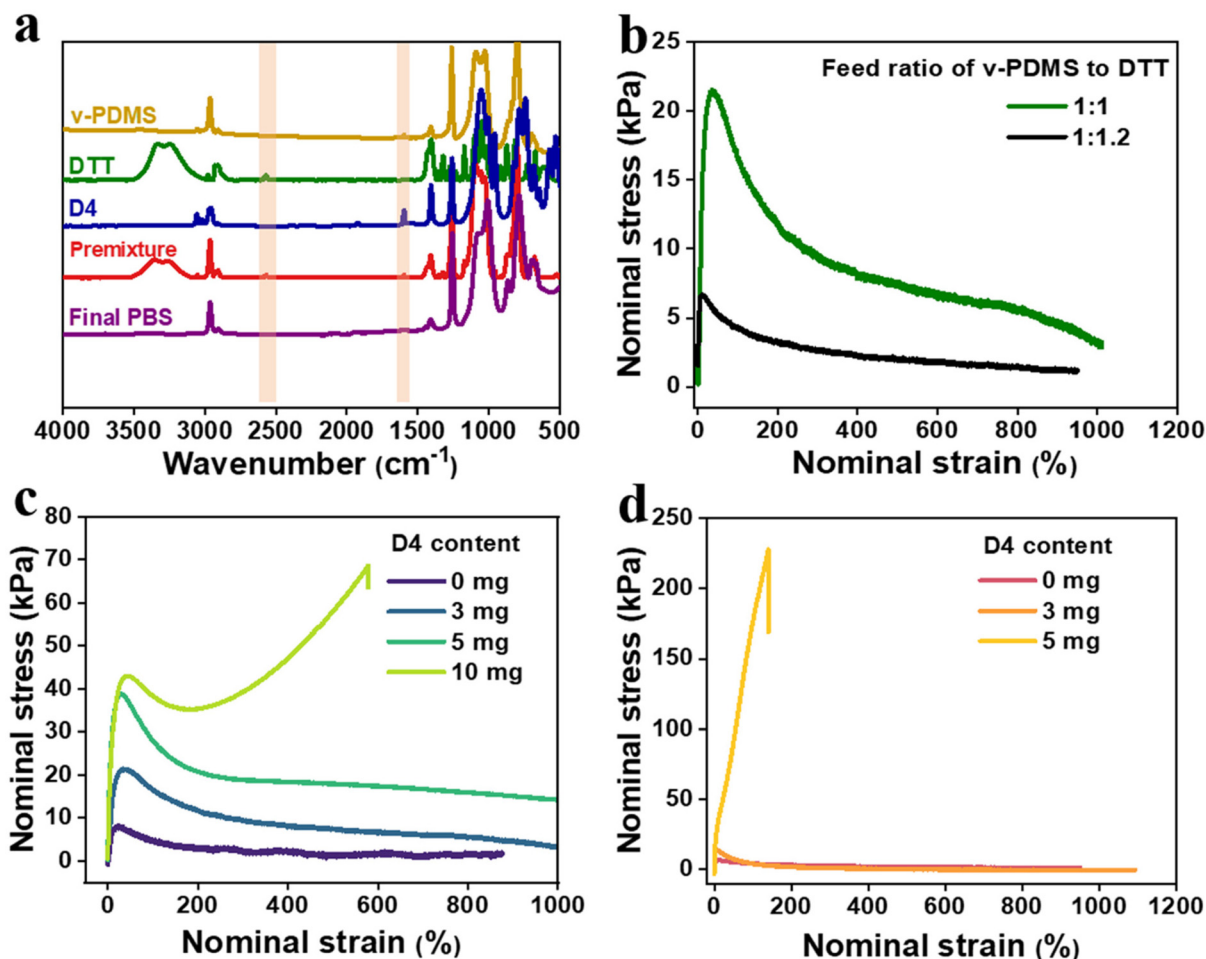 a
v-PDMS
DTT
D4
Premixture
Final PBS
4000 3500 3000 2500 2000 1500 1000 500
Wavenumber (cm⁻¹)
b
Nominal stress (kPa)
25
20
15
10
5
0
Feed ratio of v-PDMS to DTT
1:1
1:1.2
0 200 400 600 800 1000 1200
Nominal strain (%)
c
Nominal stress (kPa)
80
70
60
50
40
30
20
10
0
D4 content
0 mg
3 mg
5 mg
10 mg
0 200 400 600 800 1000
Nominal strain (%)
d
Nominal stress (kPa)
250
200
150
100
50
0
D4 content
0 mg
3 mg
5 mg
0 200 400 600 800 1000 1200
Nominal strain (%)